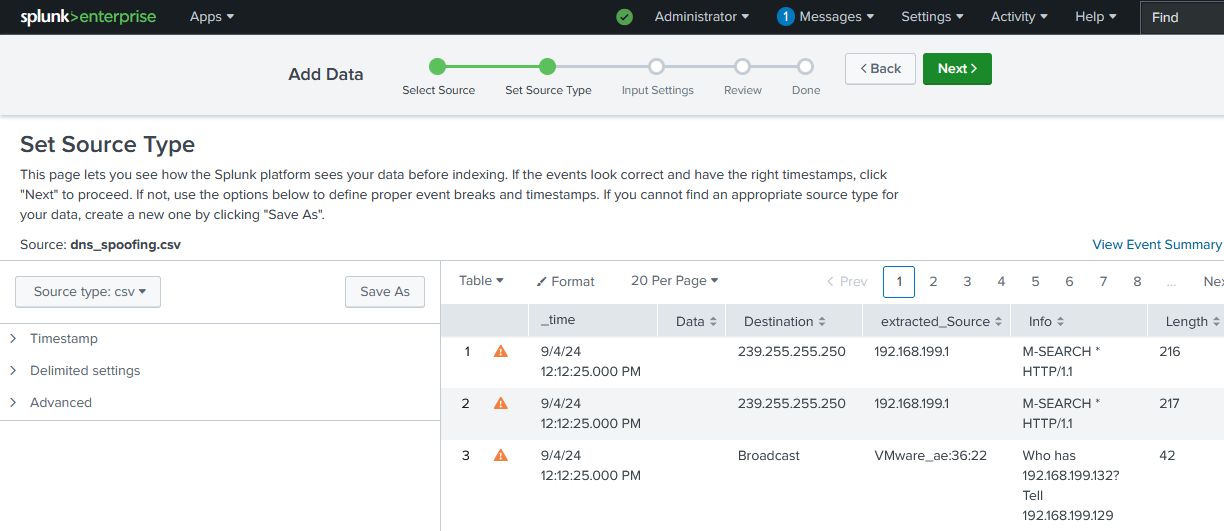 splunk>enterprise Apps Administrator 1 Messages Settings Activity Help Find
Add Data Select Source Set Source Type Input Settings Review Done < Back Next >
Set Source Type
This page lets you see how the Splunk platform sees your data before indexing. If the events look correct and have the right timestamps, click
"Next" to proceed. If not, use the options below to define proper event breaks and timestamps. If you cannot find an appropriate source type for
your data, create a new one by clicking "Save As".
Source: dns_spoofing.csv View Event Summary
Source type: csv Save As
Timestamp
Delimited settings
Advanced
Table Format 20 Per Page < Prev 1 2 3 4 5 6 7 8 ... Nex
_time Data Destination extracted_Source Info Length
1 9/4/24 239.255.255.250 192.168.199.1 M-SEARCH * 216
12:12:25.000 PM HTTP/1.1
2 9/4/24 239.255.255.250 192.168.199.1 M-SEARCH * 217
12:12:25.000 PM HTTP/1.1
3 9/4/24 Broadcast VMware_ae:36:22 Who has 42
12:12:25.000 PM 192.168.199.132?
Tell
192.168.199.129